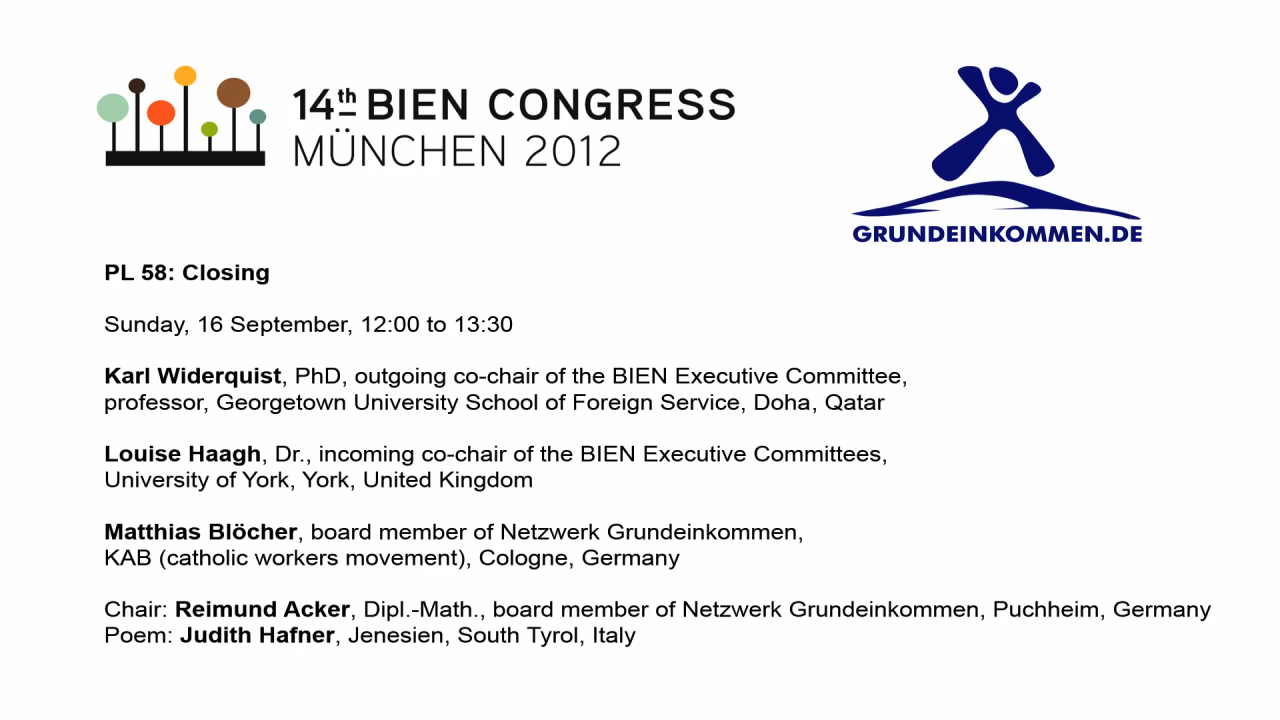 14th BIEN CONGRESS
MÜNCHEN 2012
GRUNDEINKOMMEN.DE
PL 58: Closing
Sunday, 16 September, 12:00 to 13:30
Karl Widerquist, PhD, outgoing co-chair of the BIEN Executive Committee,
professor, Georgetown University School of Foreign Service, Doha, Qatar
Louise Haagh, Dr., incoming co-chair of the BIEN Executive Committees,
University of York, York, United Kingdom
Matthias Blöcher, board member of Netzwerk Grundeinkommen,
KAB (catholic workers movement), Cologne, Germany
Chair: Reimund Acker, Dipl.-Math., board member of Netzwerk Grundeinkommen, Puchheim, Germany
Poem: Judith Hafner, Jenesien, South Tyrol, Italy